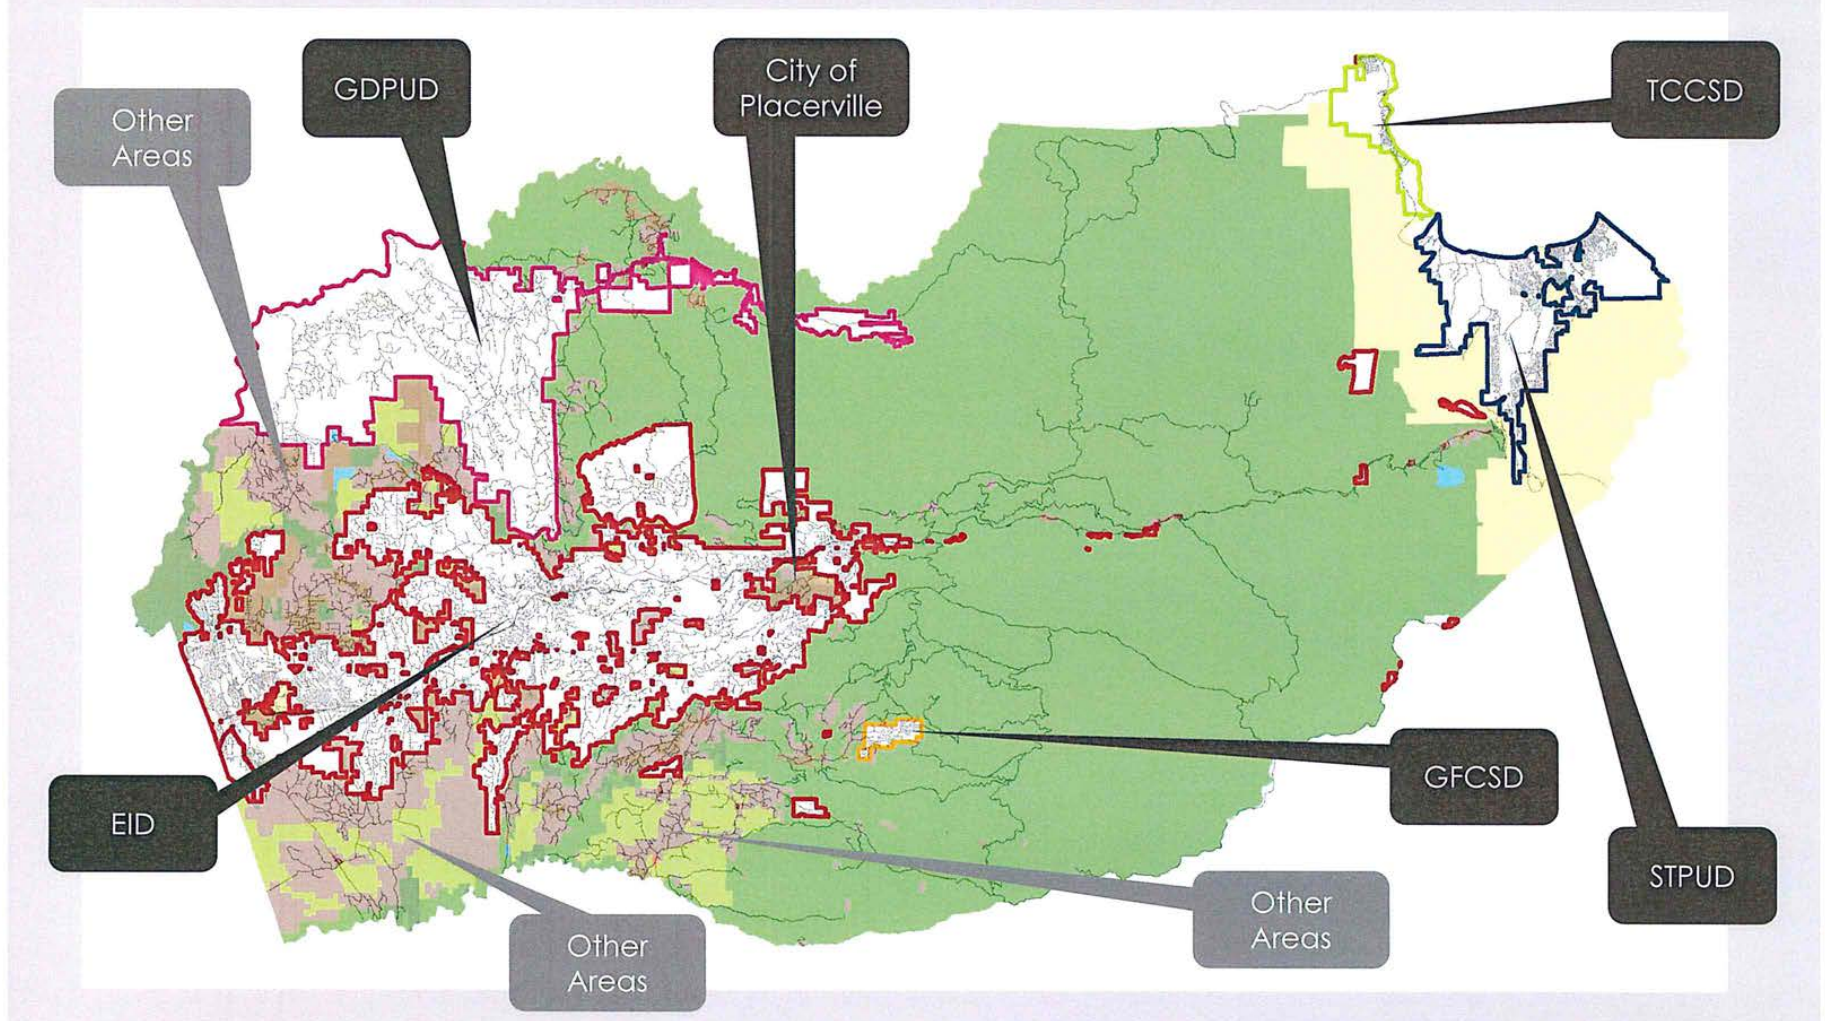 Other
Areas
GDPUD
City of
Placerville
TCCSD
EID
Other
Areas
Other
Areas
GFCSD
STPUD